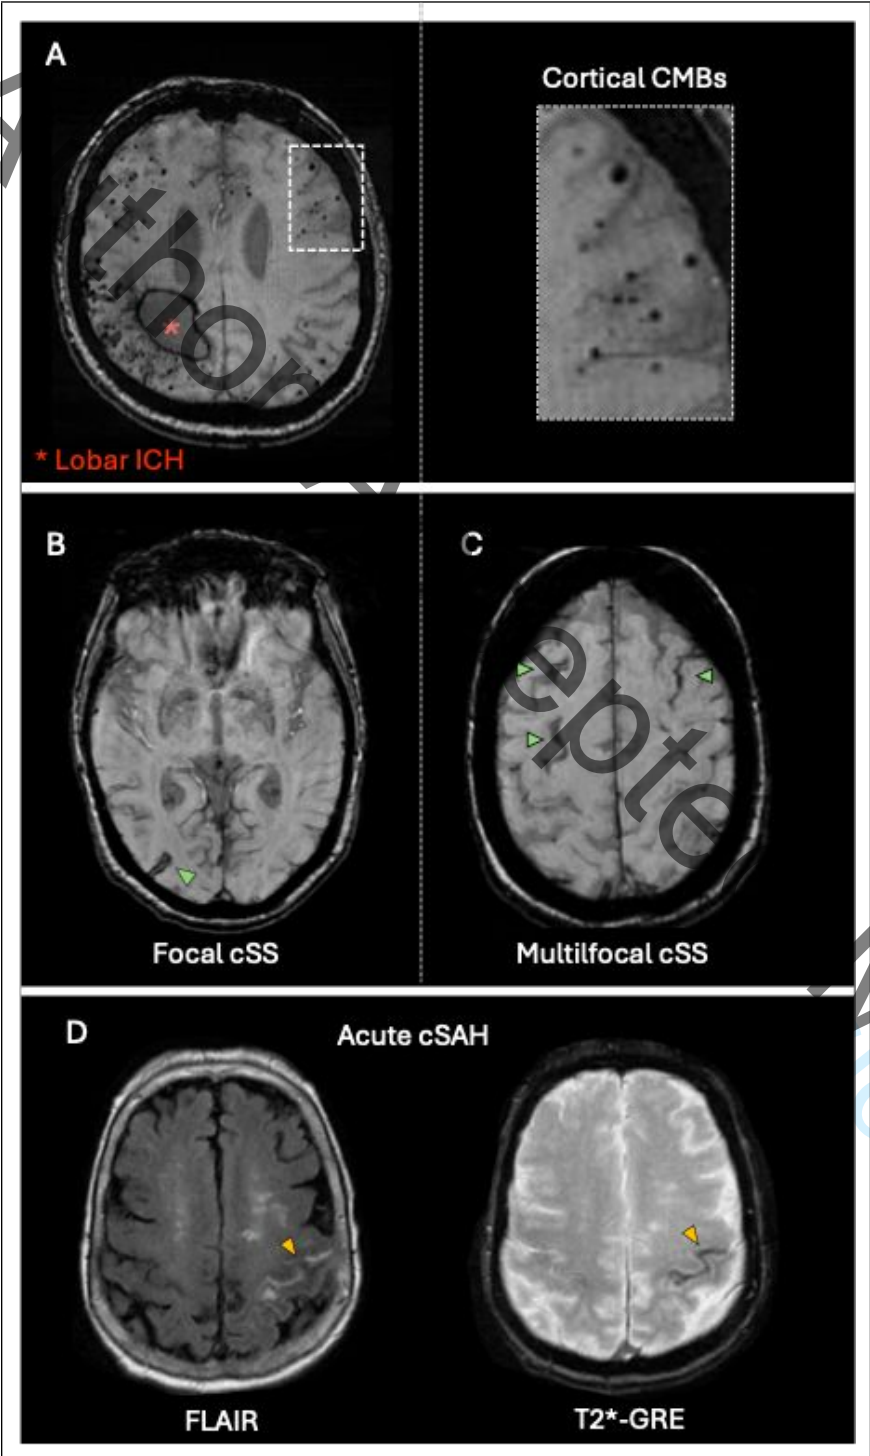 A
Cortical CMBs
* Lobar ICH
B
C
Focal cSS
Multilfocal cSS
D
Acute cSAH
FLAIR
T2*-GRE